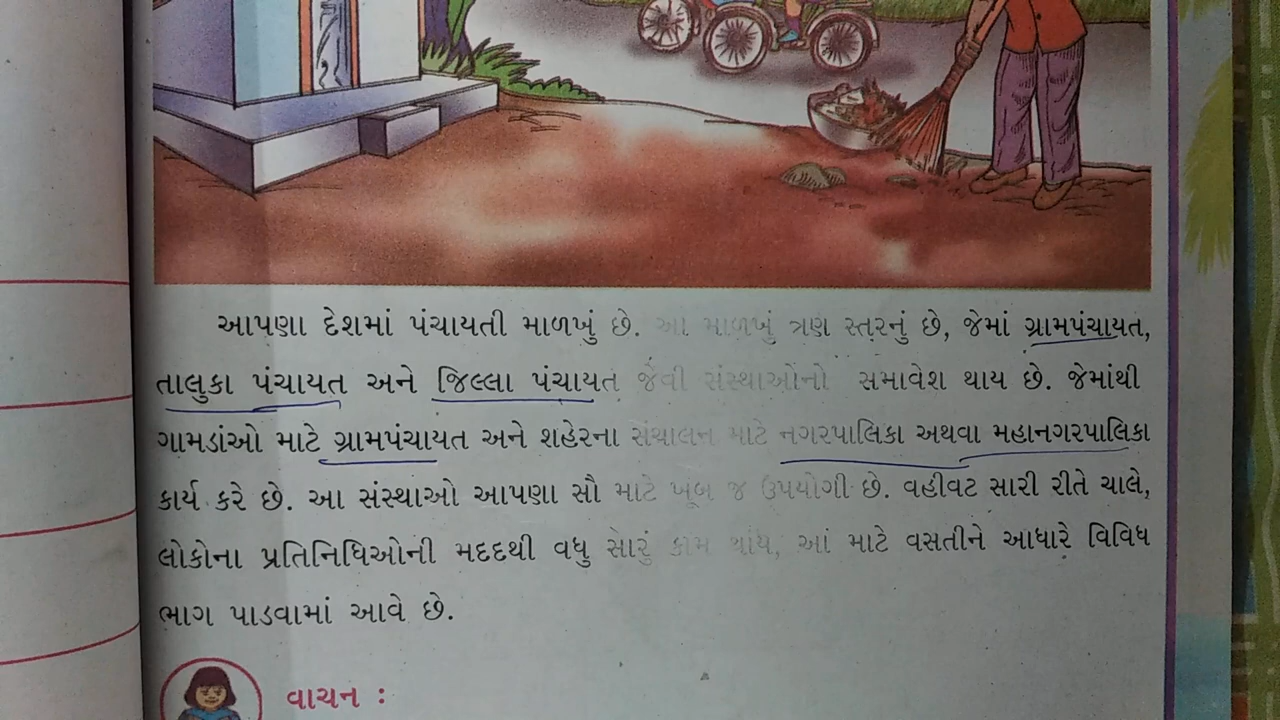 આપણા દેશમાં પંચાયતી માળખું છે. આ માળખું ત્રણ સ્તરનું છે, જેમાં ગ્રામપંચાયત,
તાલુકા પંચાયત અને જિલ્લા પંચાયત જેવી સંસ્થાઓનો સમાવેશ થાય છે. જેમાંથી
ગામડાંઓ માટે ગ્રામપંચાયત અને શહેરના સંચાલન માટે નગરપાલિકા અથવા મહાનગરપાલિકા
કાર્ય કરે છે. આ સંસ્થાઓ આપણા સૌ માટે ખૂબ જ ઉપયોગી છે. વહીવટ સારી રીતે ચાલે,
લોકોના પ્રતિનિધિઓની મદદથી વધુ સારું કામ થાય, આ માટે વસતીને આધારે વિવિધ
ભાગ પાડવામાં આવે છે.
વાચન :